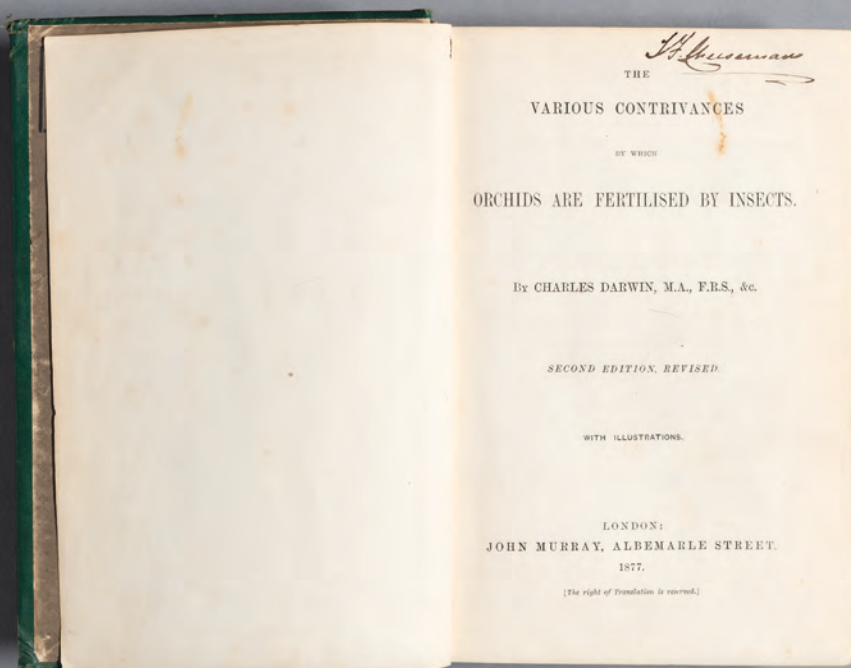 T. F. Cheeseman
THE
VARIOUS CONTRIVANCES
BY WHICH
ORCHIDS ARE FERTILISED BY INSECTS.
By CHARLES DARWIN, M.A., F.R.S., &c.
SECOND EDITION, REVISED.
WITH ILLUSTRATIONS.
LONDON:
JOHN MURRAY, ALBEMARLE STREET.
1877.
[The right of Translation is reserved.]